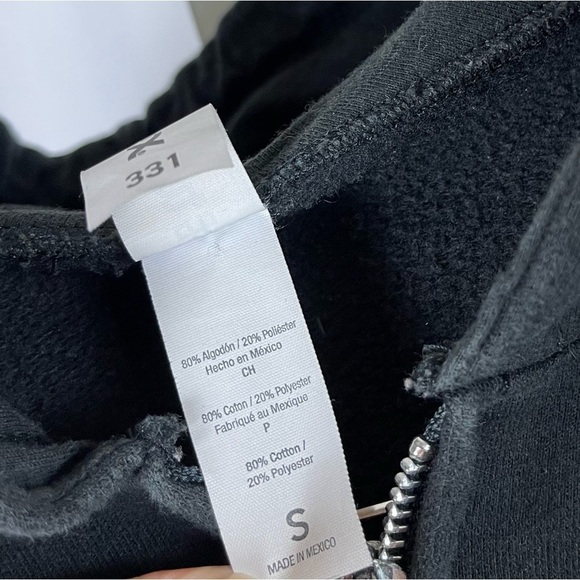 331
80% Algodón / 20% Poliéster
Hecho en México
CH
80% Coton / 20% Polyester
Fabriqué au Mexique
P
80% Cotton /
20% Polyester
S
MADE IN MEXICO